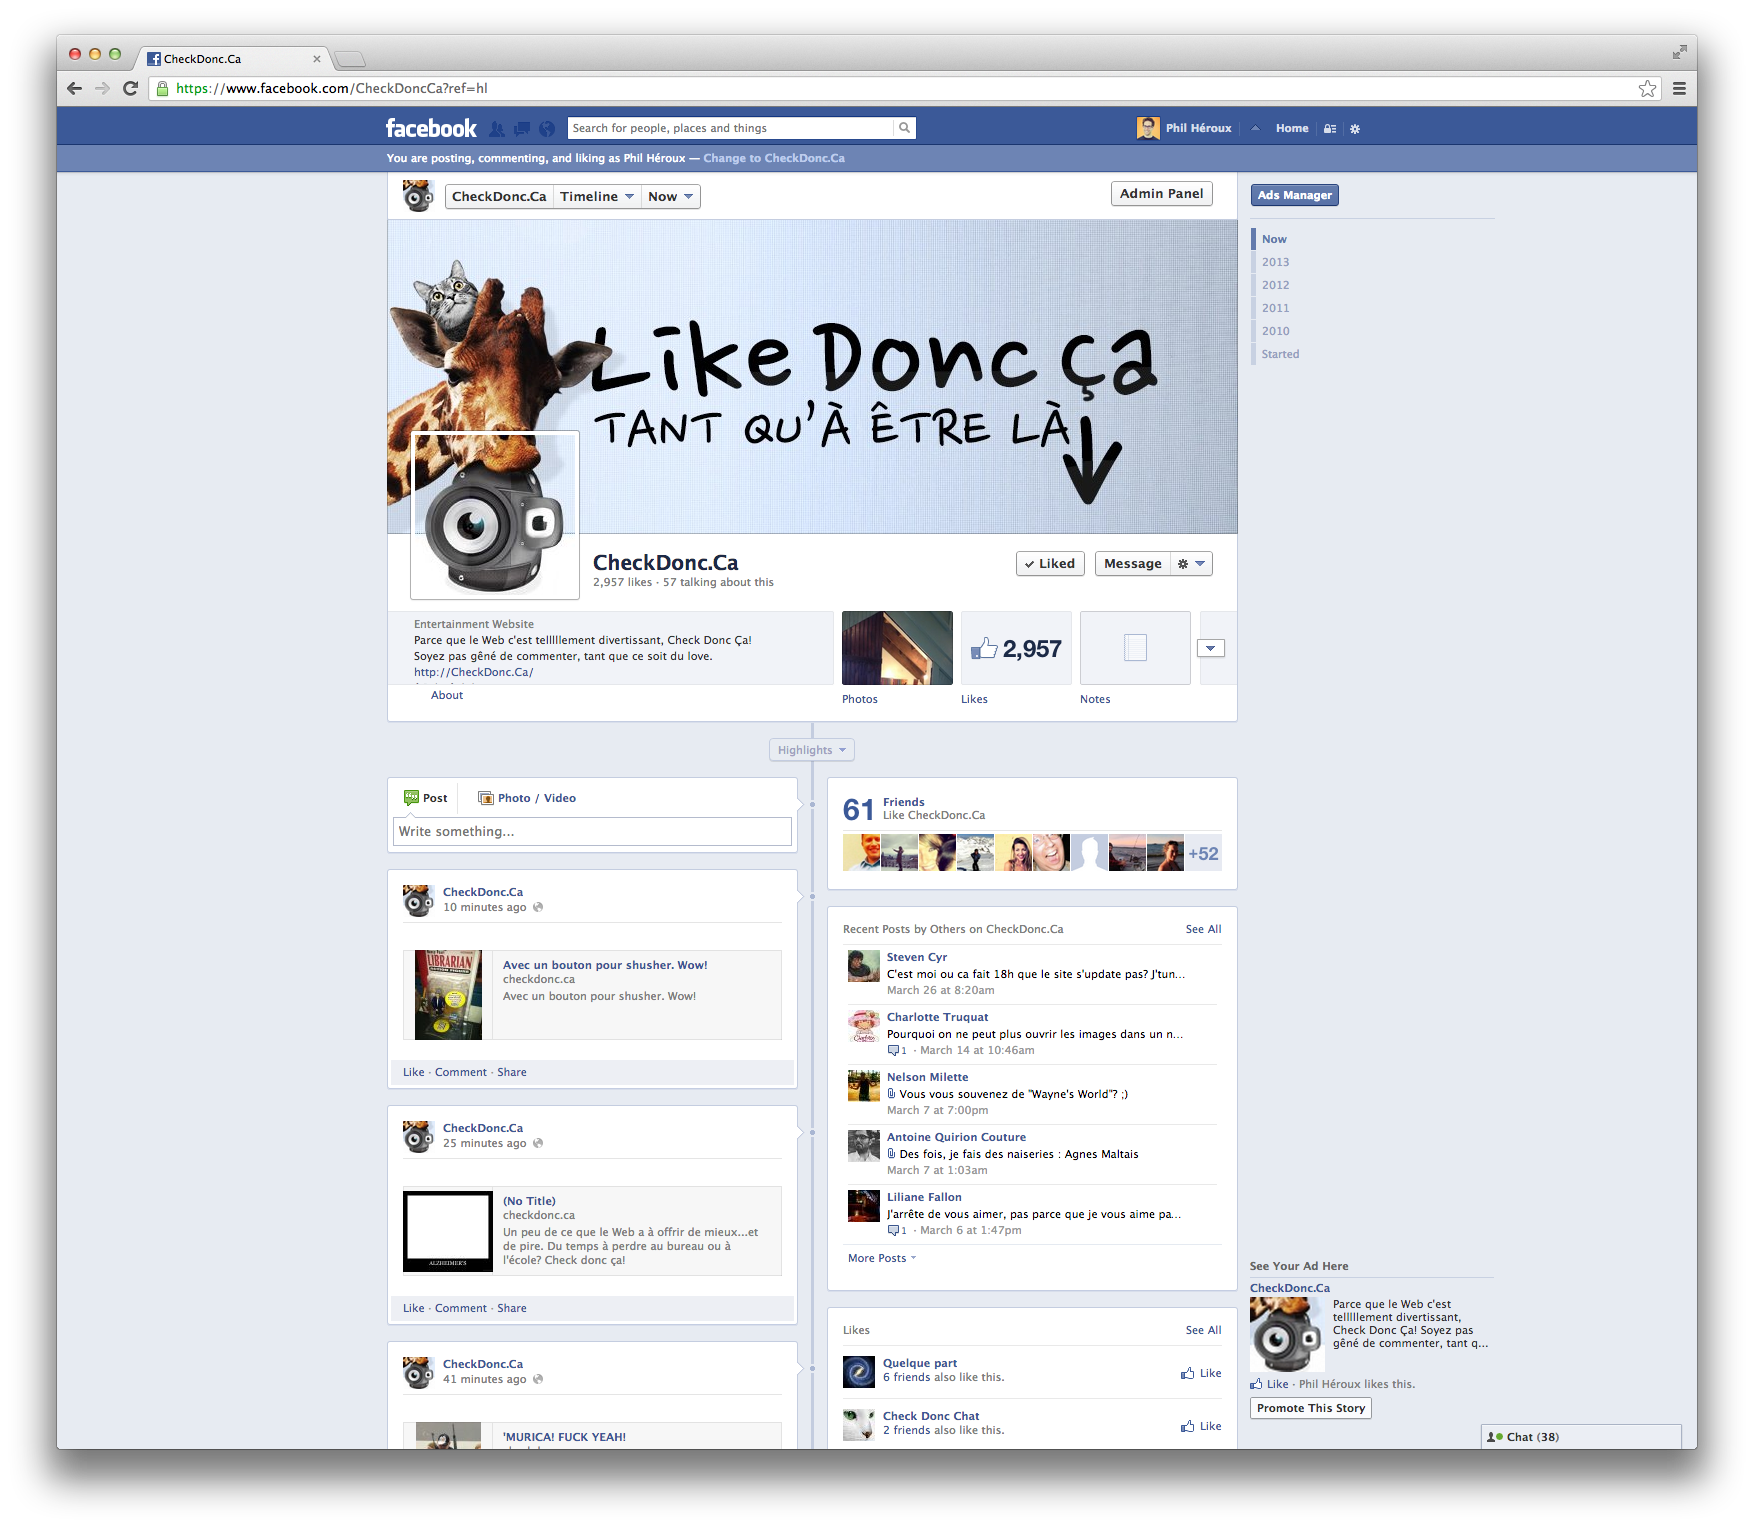 CheckDonc.Ca
https://www.facebook.com/CheckDoncCa?ref=hl
facebook
Search for people, places and things
Phil Héroux
Home
You are posting, commenting, and liking as Phil Héroux — Change to CheckDonc.Ca
CheckDonc.Ca
Timeline
Now
Admin Panel
Ads Manager
Now
2013
2012
2011
2010
Started
Like Donc ça
TANT QU'À ÊTRE LÀ
CheckDonc.Ca
2,957 likes · 57 talking about this
Liked
Message
Entertainment Website
Parce que le Web c'est telllllement divertissant, Check Donc Ça!
Soyez pas gêné de commenter, tant que ce soit du love.
http://CheckDonc.Ca/
About
Photos
2,957
Likes
Notes
Highlights
Post
Photo / Video
Write something...
CheckDonc.Ca
10 minutes ago
LIBRARIAN
Avec un bouton pour shusher. Wow!
checkdonc.ca
Avec un bouton pour shusher. Wow!
Like · Comment · Share
CheckDonc.Ca
25 minutes ago
ALZHEIMER'S
(No Title)
checkdonc.ca
Un peu de ce que le Web a à offrir de mieux...et
de pire. Du temps à perdre au bureau ou à
l'école? Check donc ça!
Like · Comment · Share
CheckDonc.Ca
41 minutes ago
'MURICA! FUCK YEAH!
61 Friends
Like CheckDonc.Ca
+52
Recent Posts by Others on CheckDonc.Ca
See All
Steven Cyr
C'est moi ou ca fait 18h que le site s'update pas? J'tun...
March 26 at 8:20am
Charlotte Truquat
Pourquoi on ne peut plus ouvrir les images dans un n...
1 · March 14 at 10:46am
Nelson Milette
Vous vous souvenez de "Wayne's World"? ;)
March 7 at 7:00pm
Antoine Quirion Couture
Des fois, je fais des naiseries : Agnes Maltais
March 7 at 1:03am
Liliane Fallon
J'arrête de vous aimer, pas parce que je vous aime pa...
1 · March 6 at 1:47pm
More Posts
Likes
See All
Quelque part
6 friends also like this.
Like
Check Donc Chat
2 friends also like this.
Like
See Your Ad Here
CheckDonc.Ca
Parce que le Web c'est
telllllement divertissant,
Check Donc Ça! Soyez pas
gêné de commenter, tant q...
Like · Phil Héroux likes this.
Promote This Story
Chat (38)